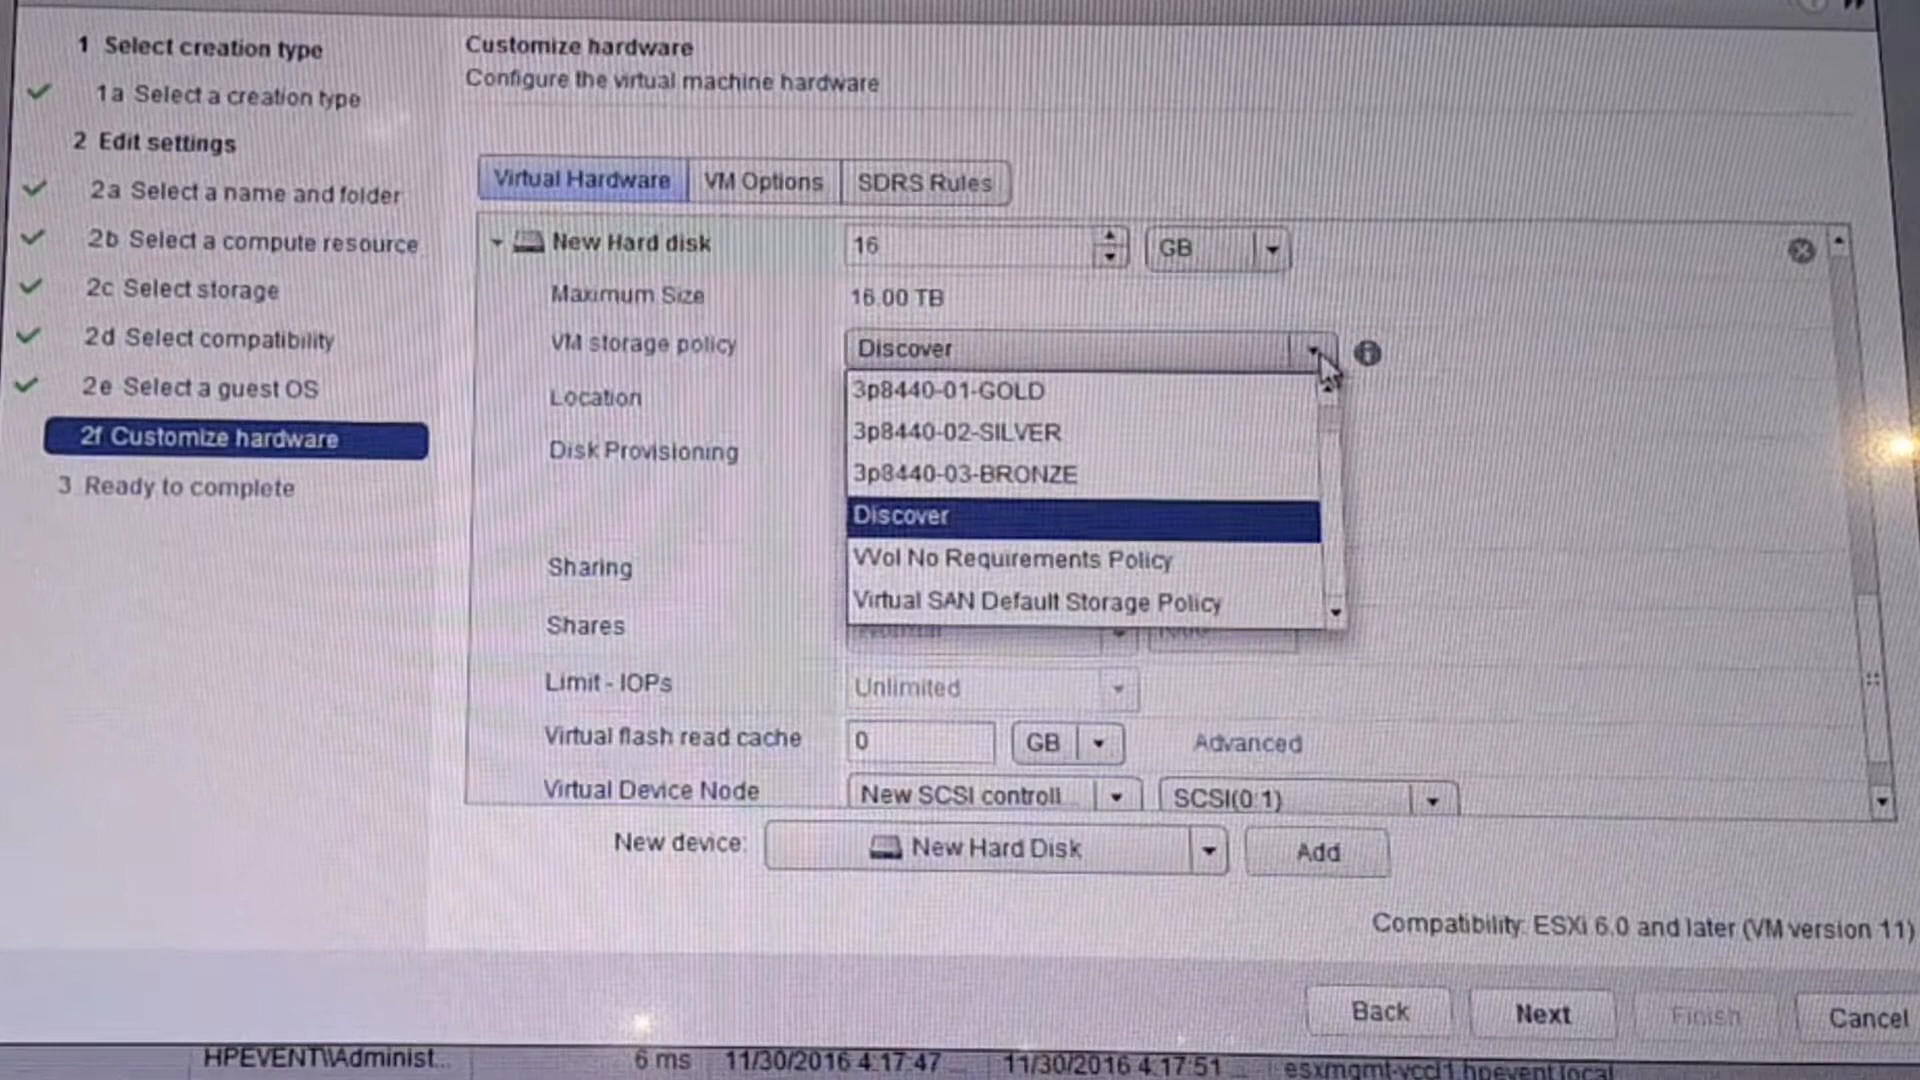 1 Select creation type
1a Select a creation type
2 Edit settings
2a Select a name and folder
2b Select a compute resource
2c Select storage
2d Select compatibility
2e Select a guest OS
2f Customize hardware
3 Ready to complete
Customize hardware
Configure the virtual machine hardware
Virtual Hardware VM Options SDRS Rules
New Hard disk 16 GB
Maximum Size 16.00 TB
VM storage policy Discover
3p8440-01-GOLD
3p8440-02-SILVER
3p8440-03-BRONZE
Discover
VVol No Requirements Policy
Virtual SAN Default Storage Policy
Location
Disk Provisioning
Sharing
Shares
Limit - IOPs Unlimited
Virtual flash read cache 0 GB Advanced
Virtual Device Node New SCSI controll SCSI(0:1)
New device: New Hard Disk Add
Compatibility: ESXi 6.0 and later (VM version 11)
Back Next Finish Cancel
HPEVENT\Administ... 6 ms 11/30/2016 4:17:47 ... 11/30/2016 4:17:51 ... esxmgmt-vccl1.hpevent.local